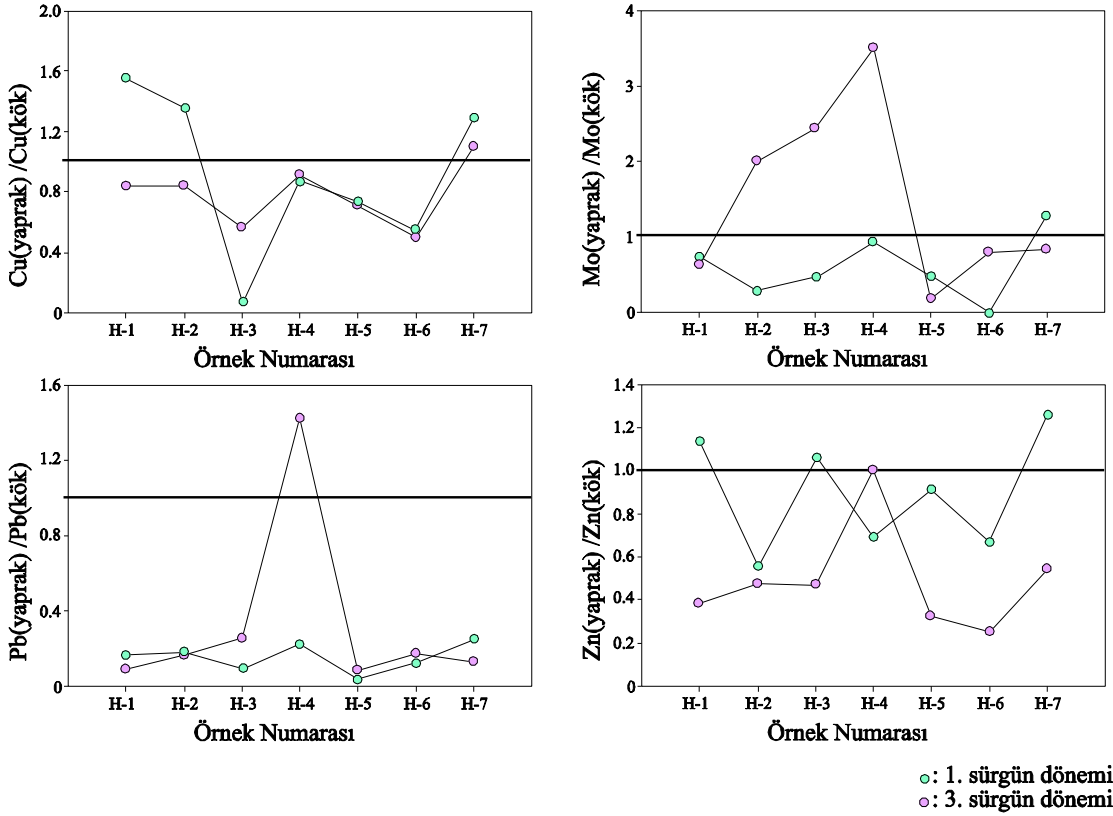 Cu(yaprak) /Cu(kök)
2.0
1.6
1.2
0.8
0.4
0
H-1 H-2 H-3 H-4 H-5 H-6 H-7
Örnek Numarası
Mo(yaprak) /Mo(kök)
4
3
2
1
0
H-1 H-2 H-3 H-4 H-5 H-6 H-7
Örnek Numarası
Pb(yaprak) /Pb(kök)
1.6
1.2
0.8
0.4
0
H-1 H-2 H-3 H-4 H-5 H-6 H-7
Örnek Numarası
Zn(yaprak) /Zn(kök)
1.4
1.2
1.0
0.8
0.6
0.4
0.2
0
H-1 H-2 H-3 H-4 H-5 H-6 H-7
Örnek Numarası
: 1. sürgün dönemi
: 3. sürgün dönemi